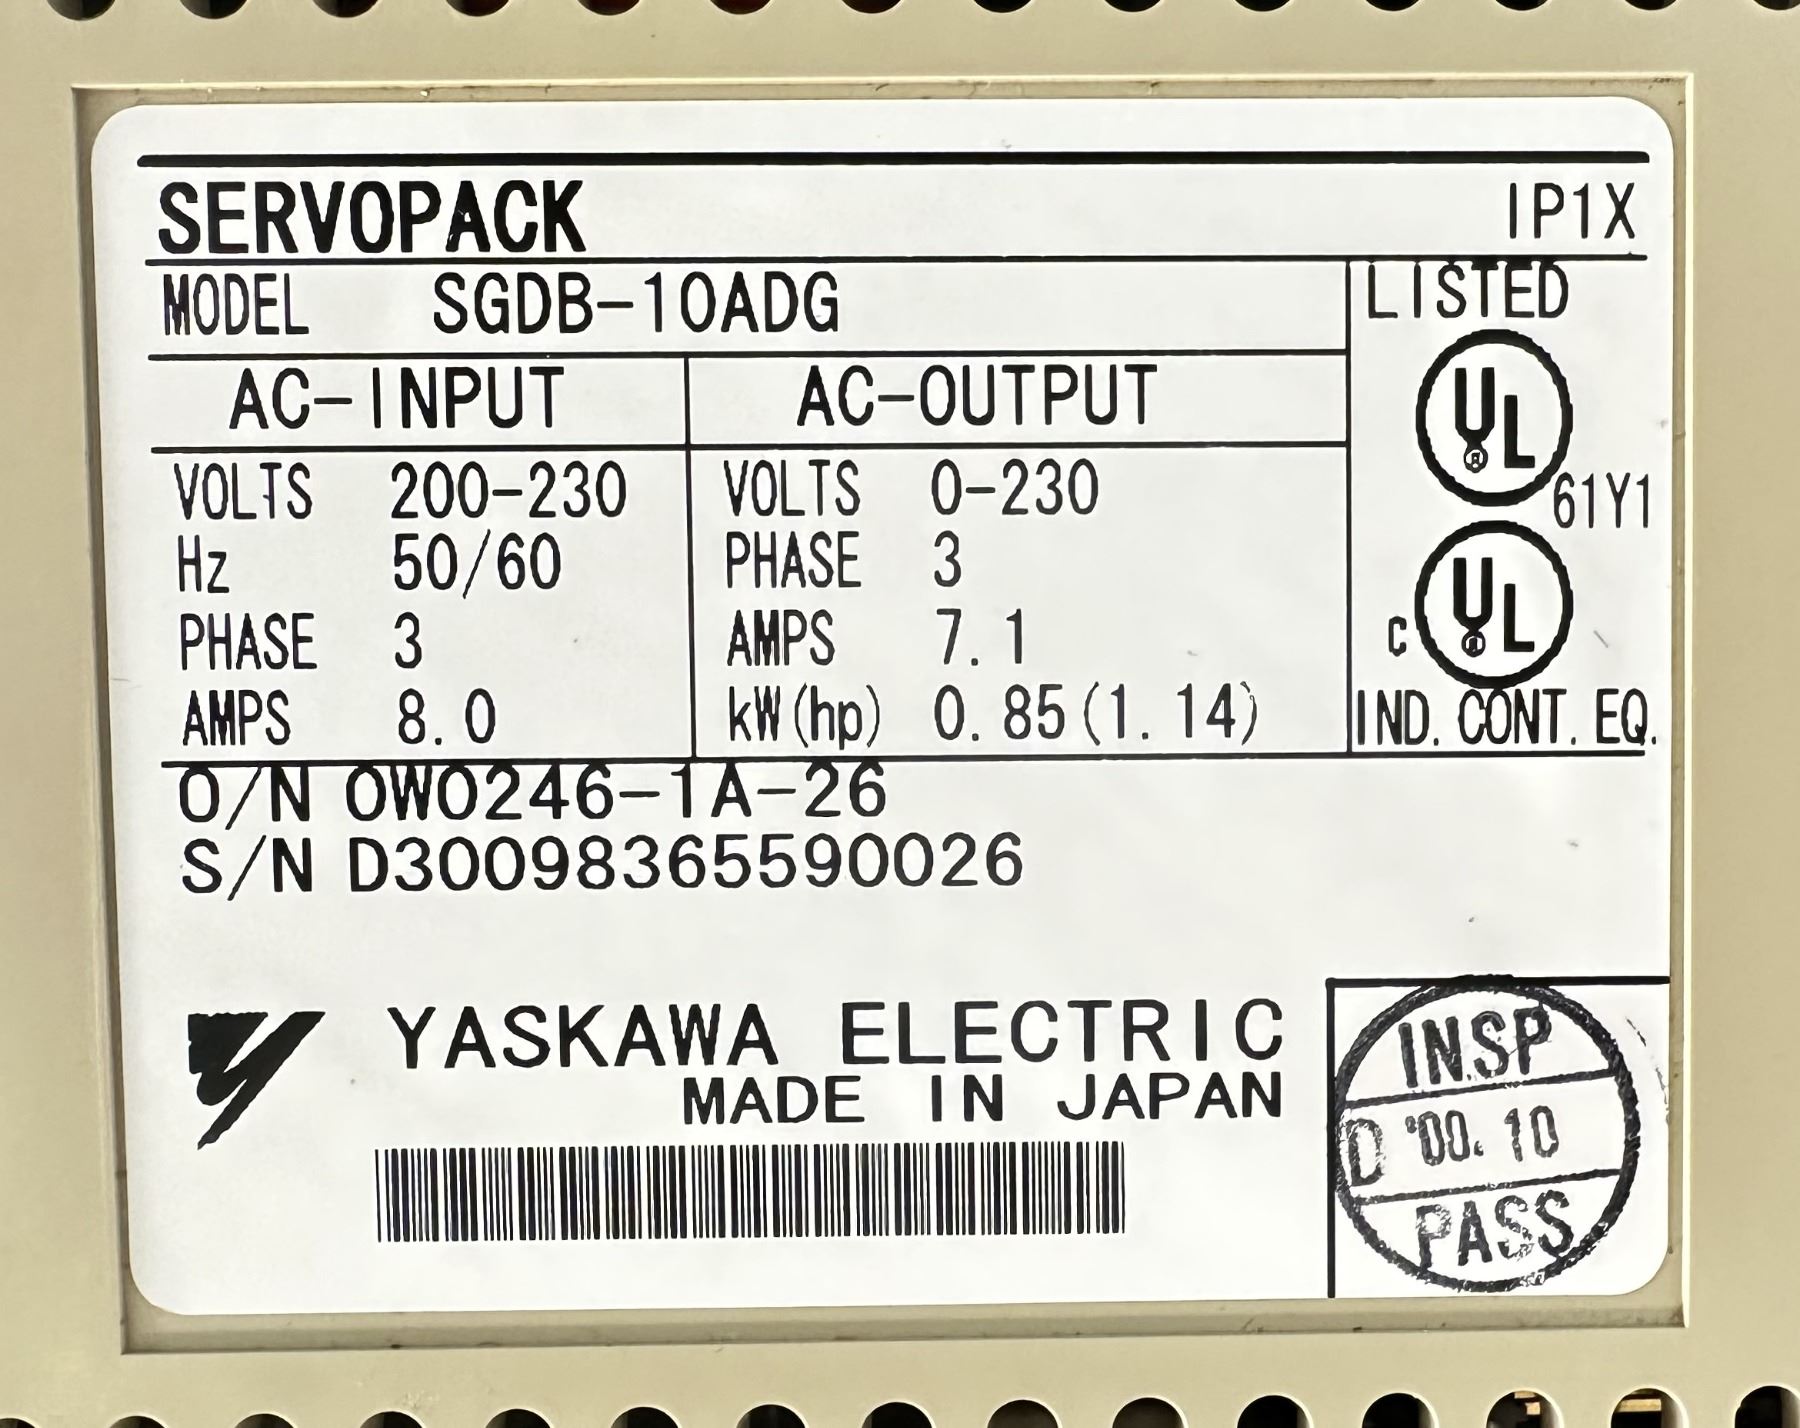 SERVOPACK IP1X
MODEL SGDB-10ADG
LISTED
AC-INPUT AC-OUTPUT
UL
VOLTS 200-230 VOLTS 0-230
61Y1
Hz 50/60 PHASE 3
PHASE 3 AMPS 7.1
C UL
AMPS 8.0 kW(hp) 0.85(1.14)
IND. CONT. EQ.
O/N 0W0246-1A-26
S/N D30098365590026
YASKAWA ELECTRIC
MADE IN JAPAN
INSP
D '00.10
PASS